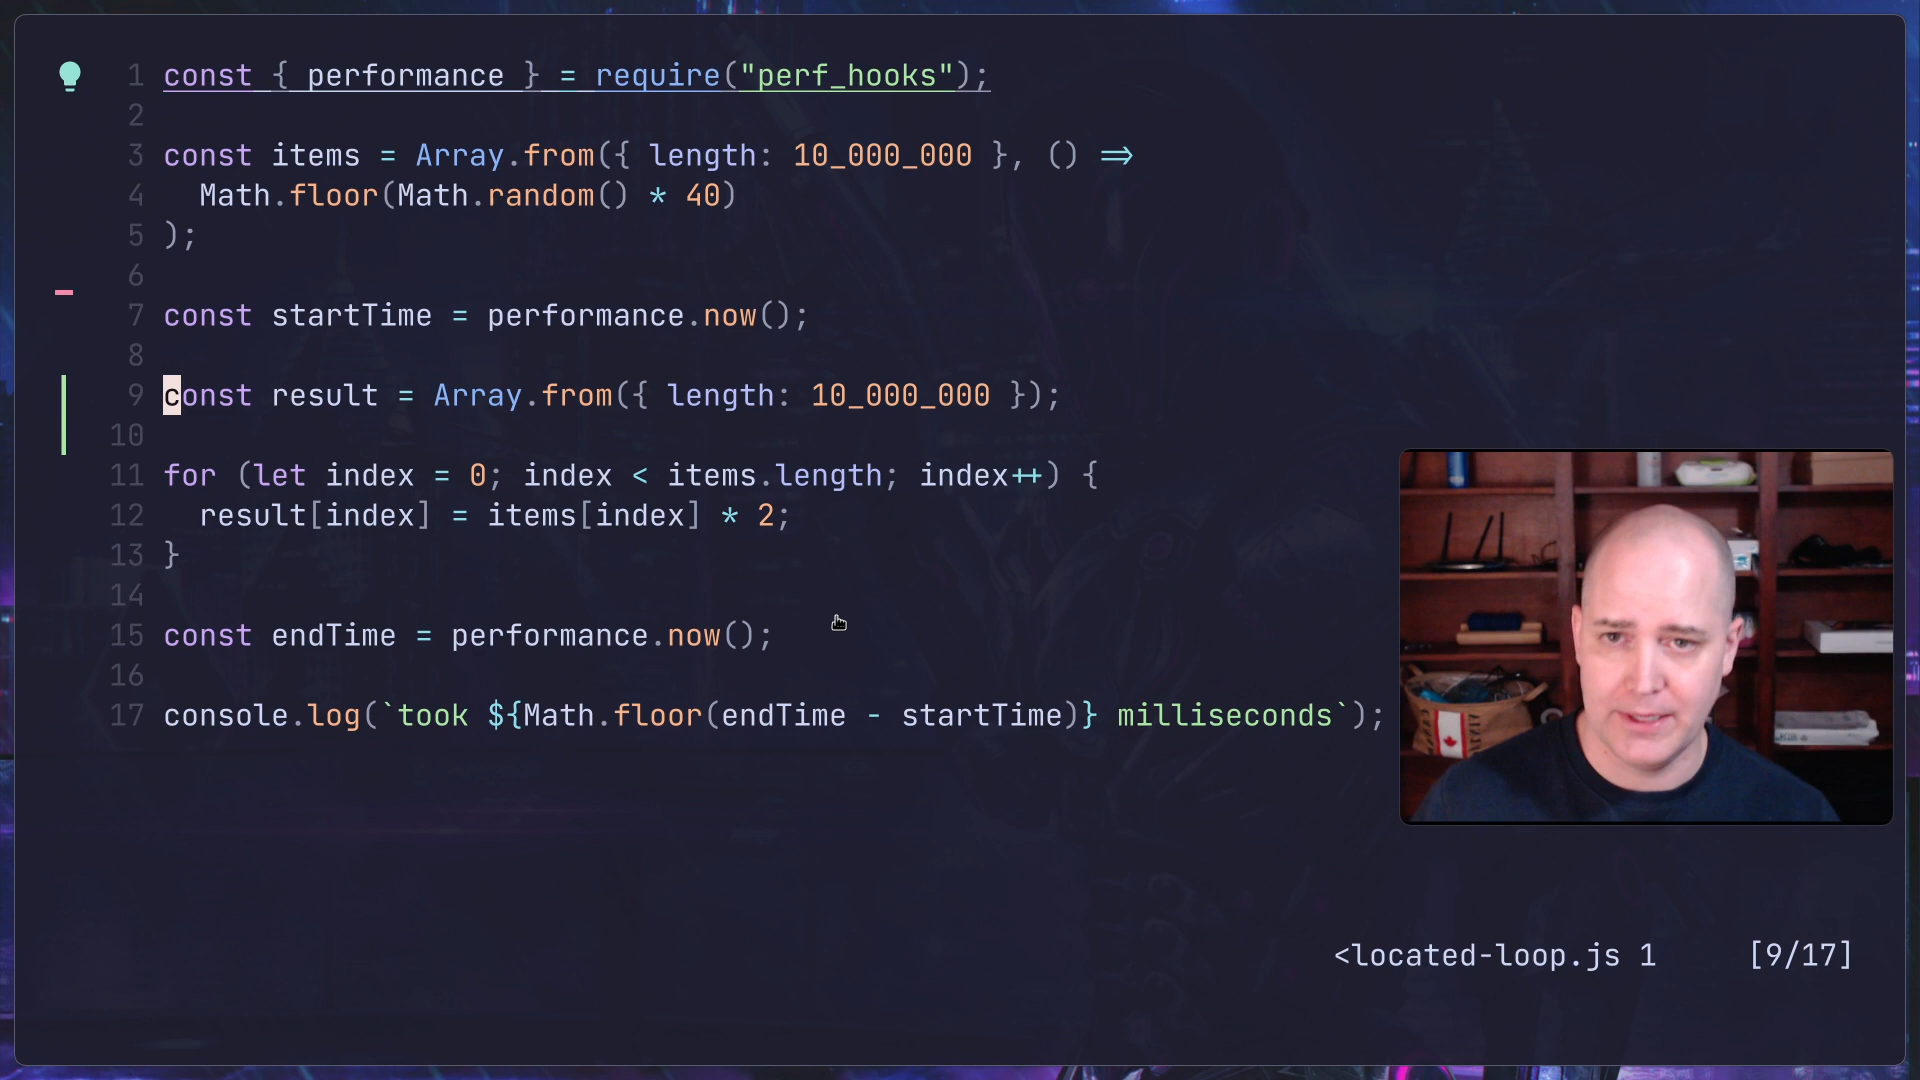 1 const { performance } = require("perf_hooks");
2
3 const items = Array.from({ length: 10_000_000 }, () =>
4 Math.floor(Math.random() * 40)
5 );
6
7 const startTime = performance.now();
8
9 const result = Array.from({ length: 10_000_000 });
10
11 for (let index = 0; index < items.length; index++) {
12 result[index] = items[index] * 2;
13 }
14
15 const endTime = performance.now();
16
17 console.log(`took ${Math.floor(endTime - startTime)} milliseconds`);
<located-loop.js 1 [9/17]